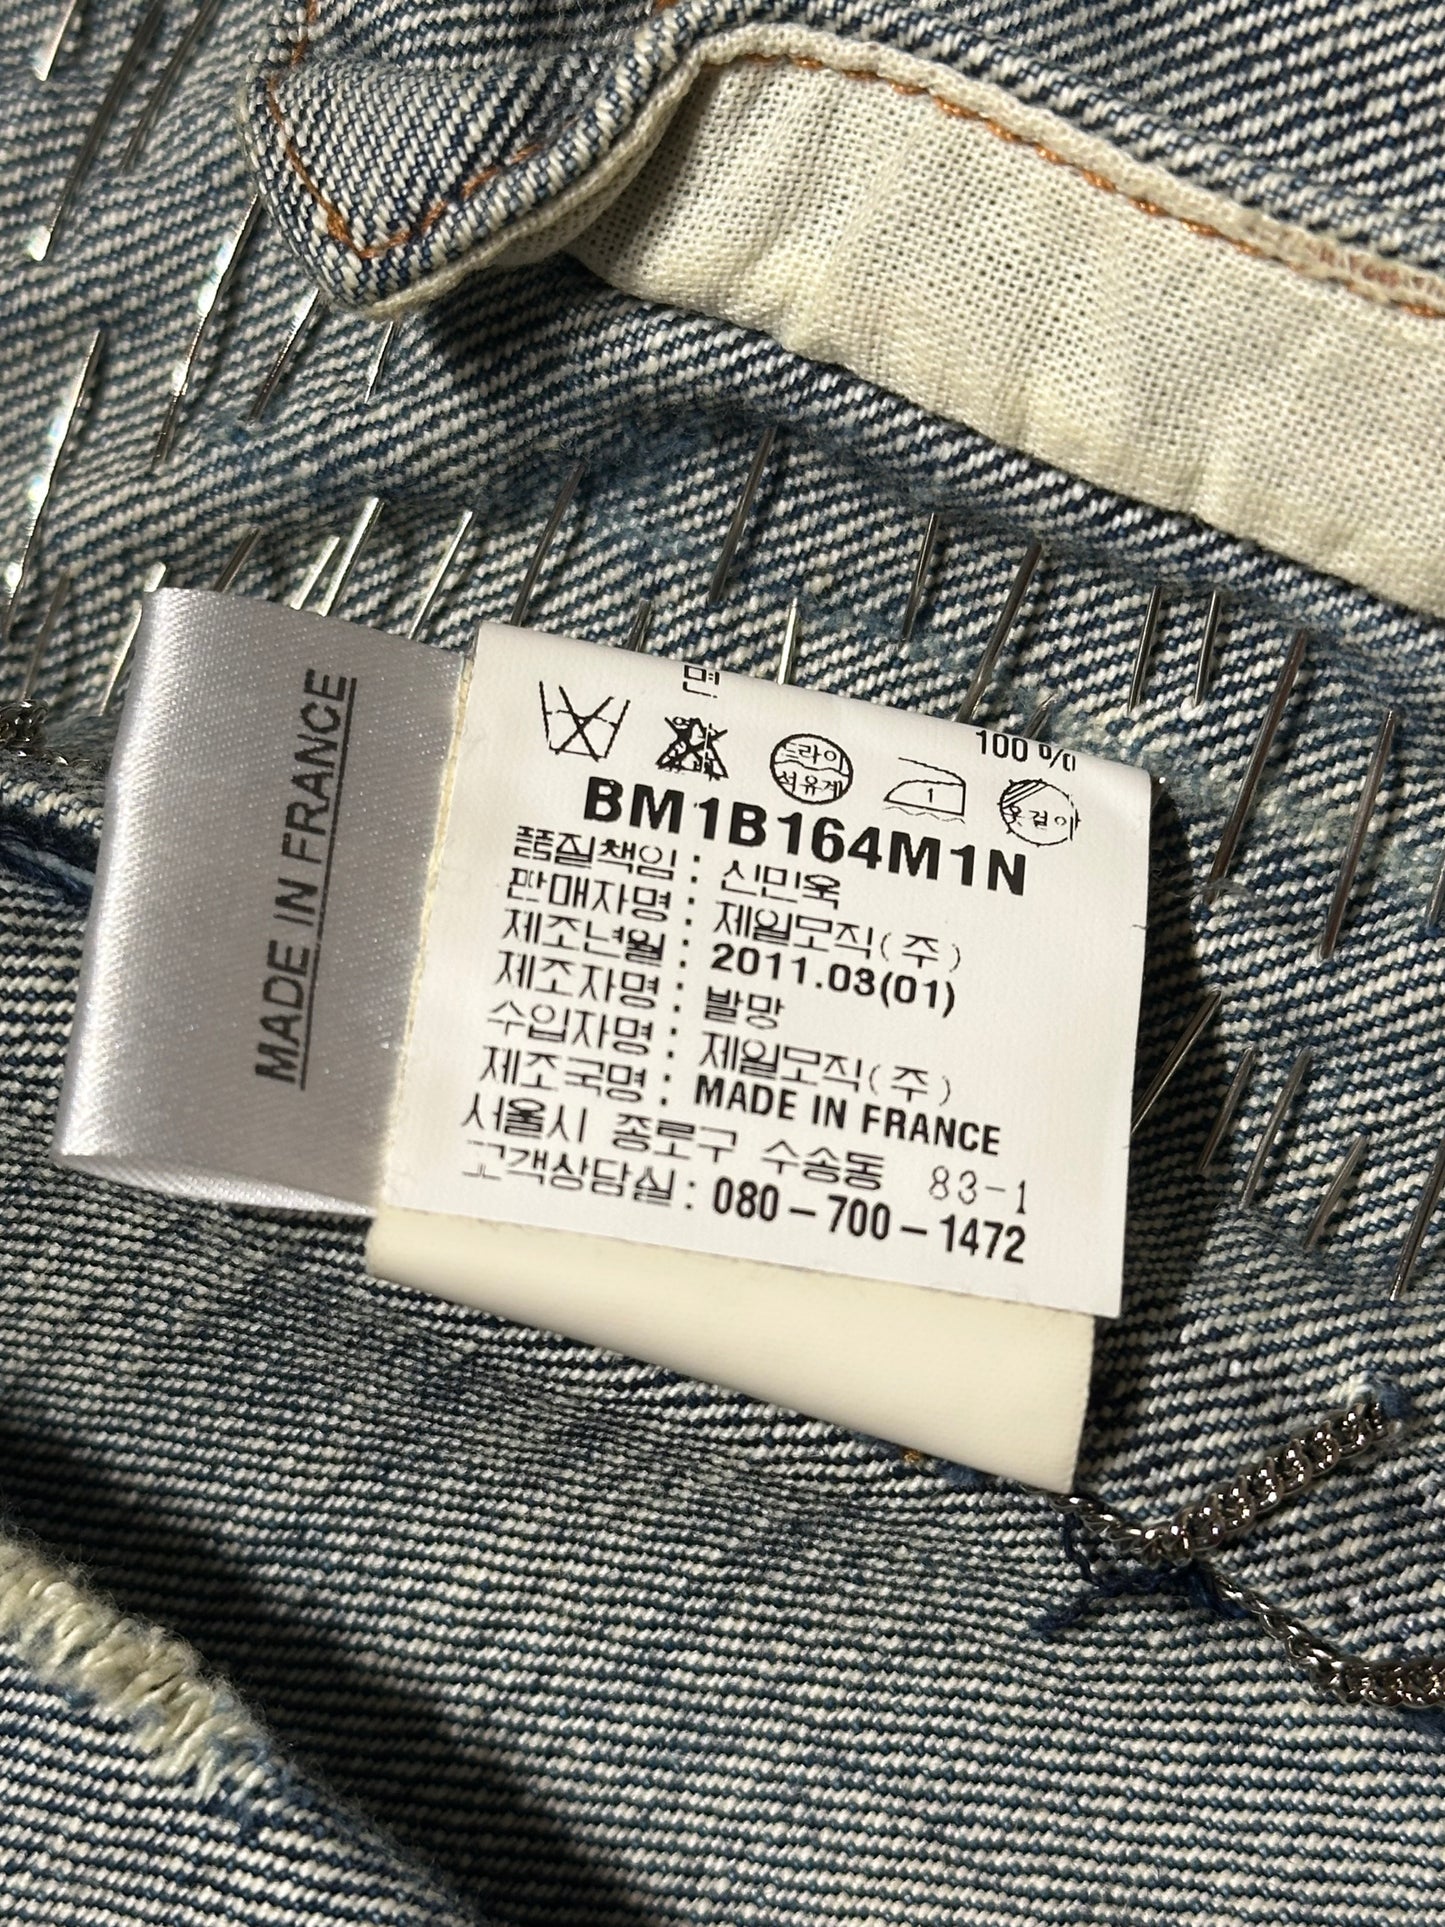 MADE IN FRANCE
면
100 %
드라이
석유계
1
옷걸이
BM1B164M1N
품질책임 : 신민욱
판매자명 : 제일모직(주)
제조년월 : 2011.03(01)
제조자명 : 발망
수입자명 : 제일모직(주)
제조국명 : MADE IN FRANCE
서울시 종로구 수송동 83-1
고객상담실 : 080-700-1472